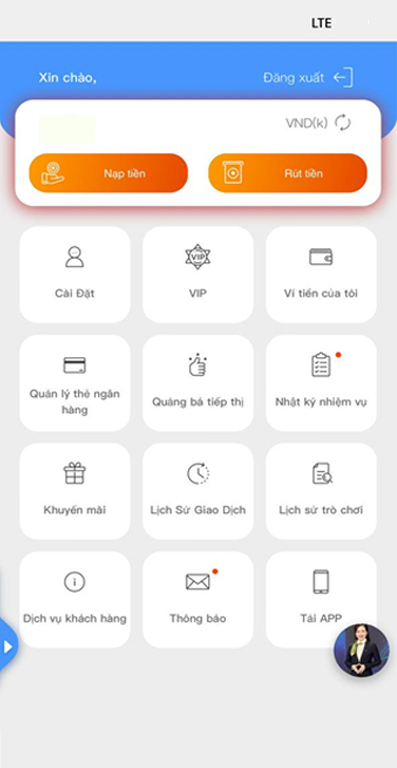 LTE
Xin chào,
Đăng xuất
VND(k)
Nạp tiền
Rút tiền
Cài Đặt
VIP
VIP
Ví tiền của tôi
Quản lý thẻ ngân
hàng
Quảng bá tiếp thị
Nhật ký nhiệm vụ
Khuyến mãi
Lịch Sử Giao Dịch
Lịch sử trò chơi
Dịch vụ khách hàng
Thông báo
Tải APP